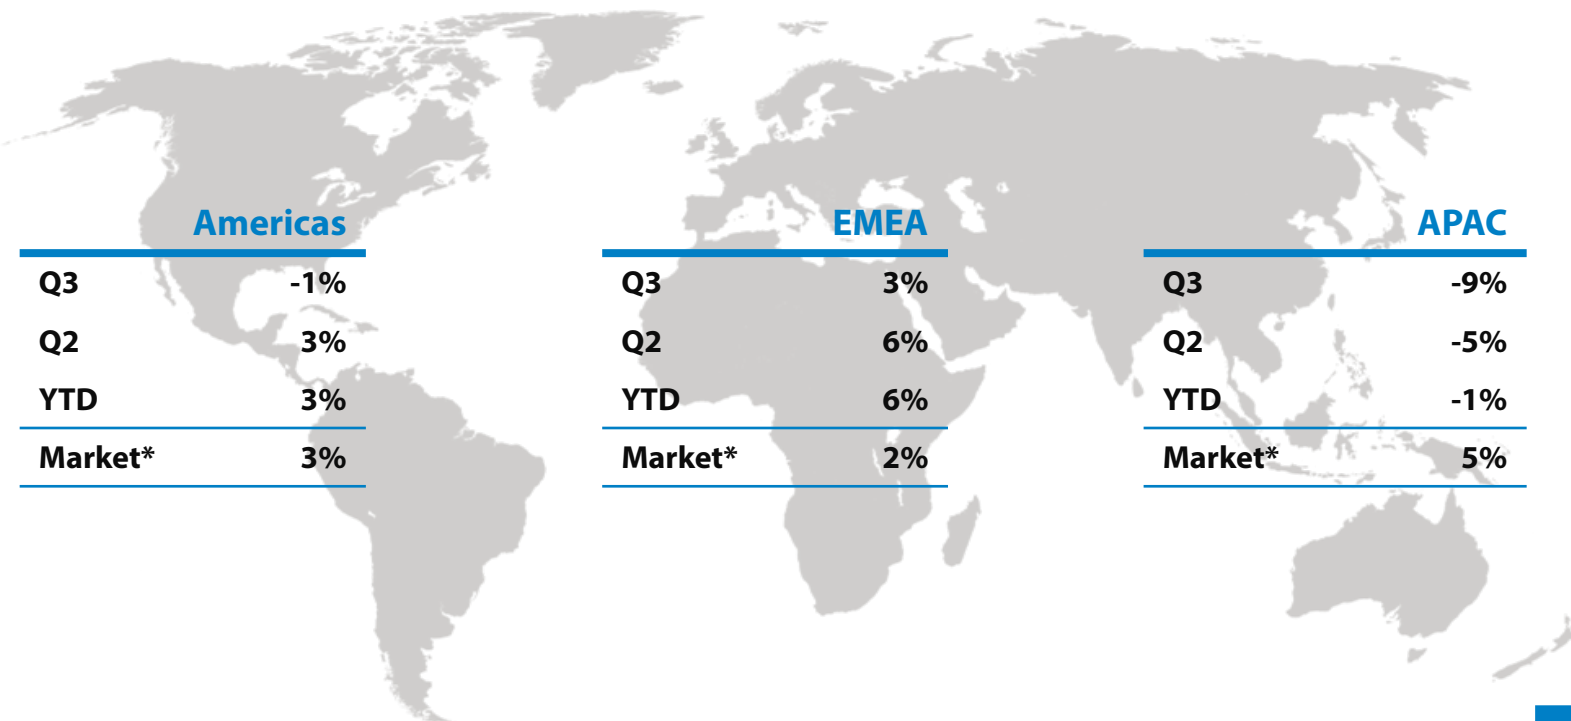 Americas
Q3 -1%
Q2 3%
YTD 3%
Market* 3%
EMEA
Q3 3%
Q2 6%
YTD 6%
Market* 2%
APAC
Q3 -9%
Q2 -5%
YTD -1%
Market* 5%